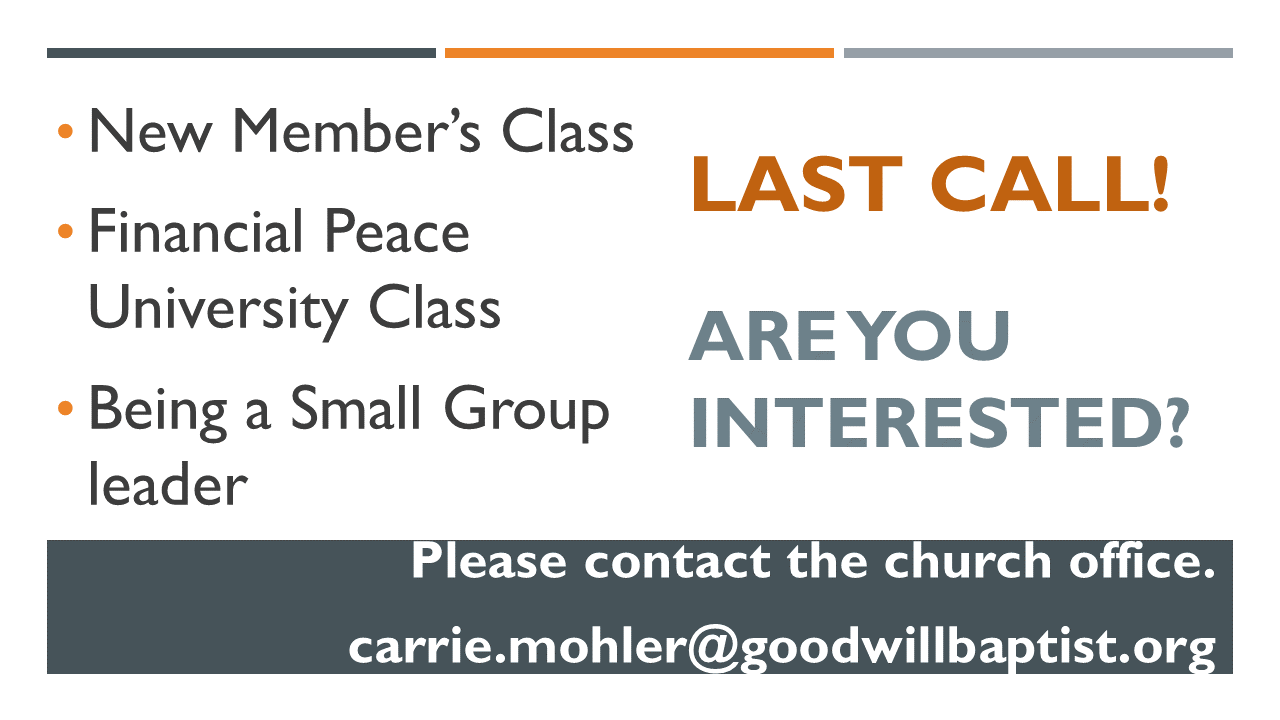 • New Member’s Class
• Financial Peace
University Class
• Being a Small Group
leader
LAST CALL!
ARE YOU
INTERESTED?
Please contact the church office.
carrie.mohler@goodwillbaptist.org